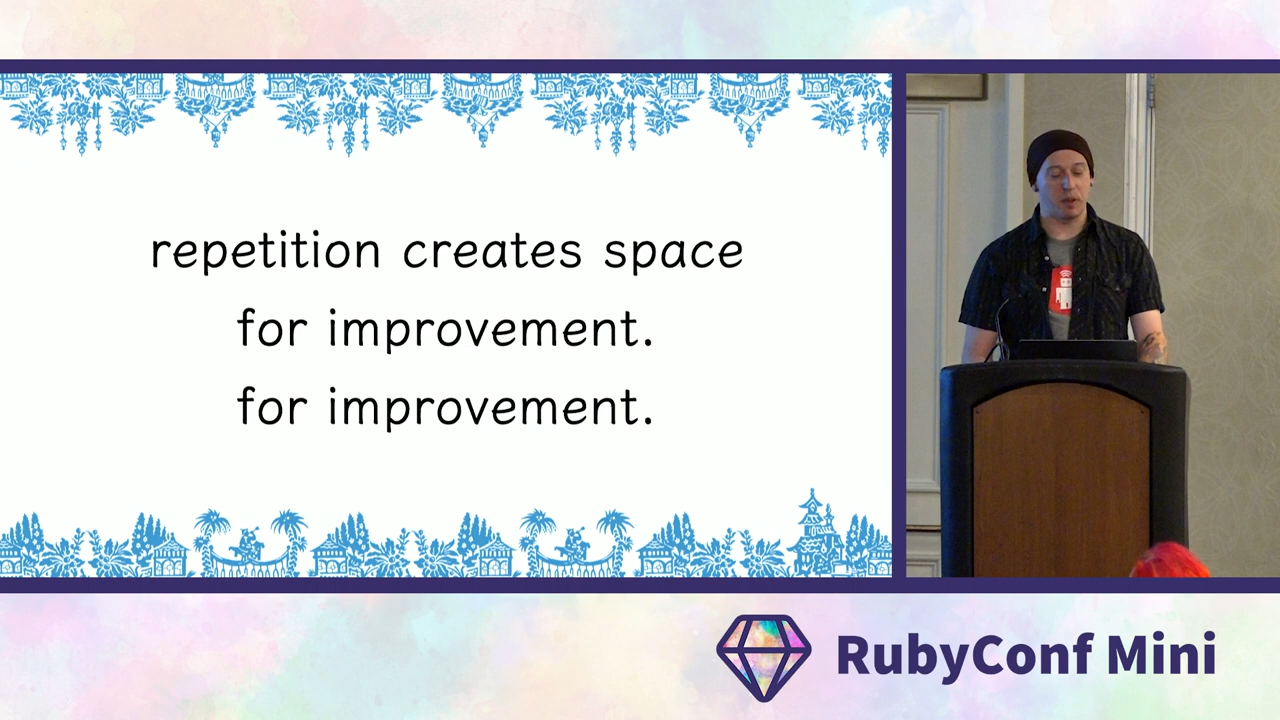 repetition creates space
for improvement.
for improvement.
RubyConf Mini